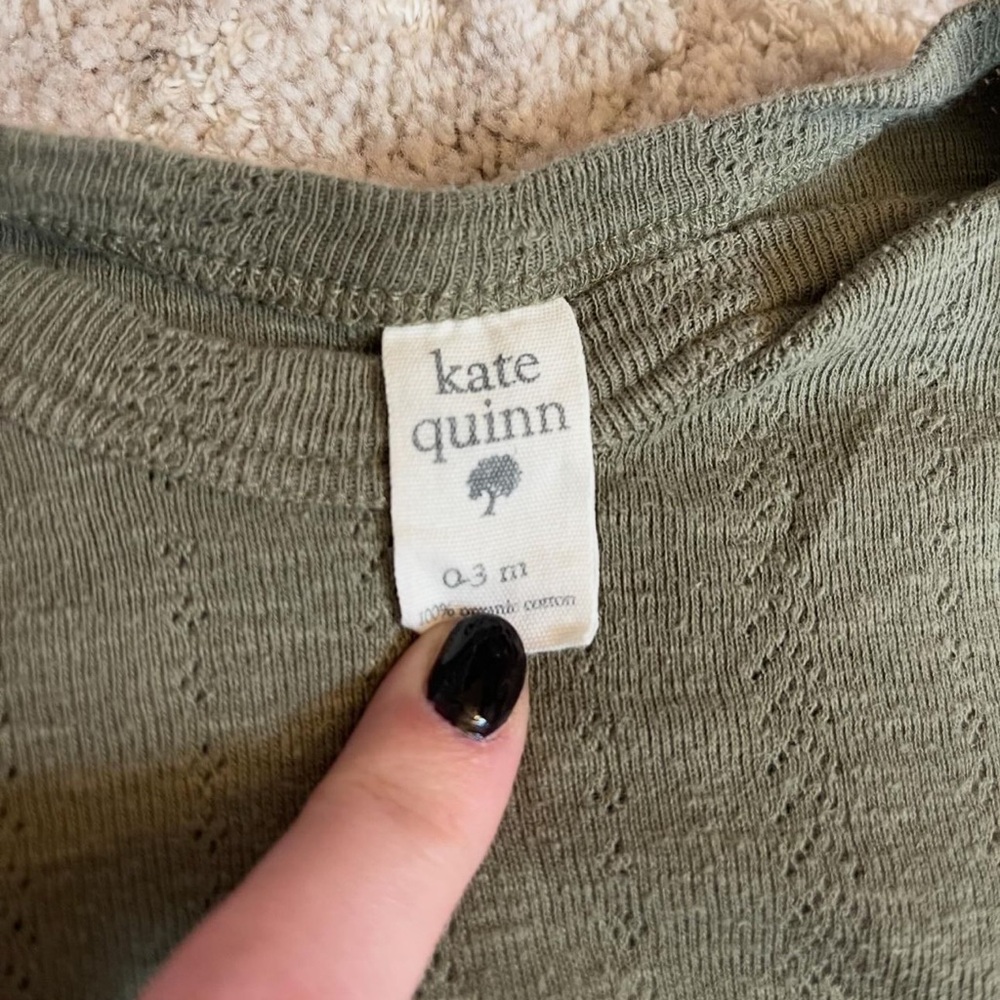 kate
quinn
0-3 m
100% organic cotton